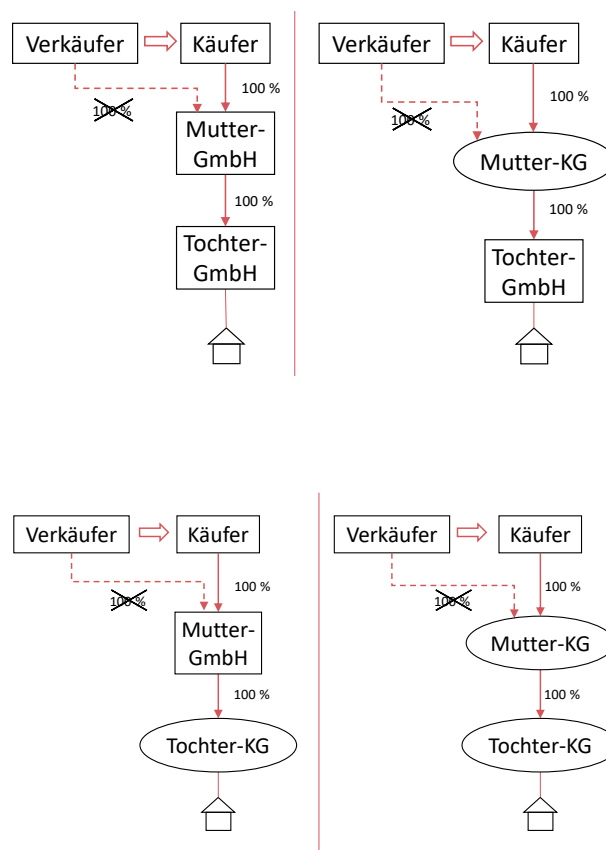 Verkäufer
Käufer
100 %
100 %
Mutter-
GmbH
100 %
Tochter-
GmbH
Verkäufer
Käufer
100 %
100 %
Mutter-KG
100 %
Tochter-
GmbH
Verkäufer
Käufer
100 %
100 %
Mutter-
GmbH
100 %
Tochter-KG
Verkäufer
Käufer
100 %
100 %
Mutter-KG
100 %
Tochter-KG